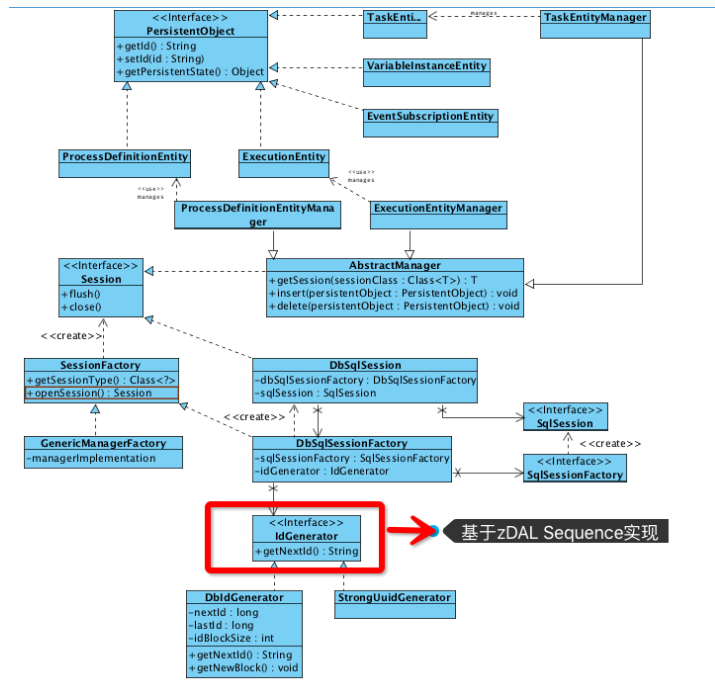 <<Interface>>
PersistentObject
+getId() : String
+setId(id : String)
+getPersistentState() : Object
TaskEnti...
<<use>>
manages
TaskEntityManager
VariableInstanceEntity
EventSubscriptionEntity
ProcessDefinitionEntity
ExecutionEntity
<<use>>
manages
<<use>>
manages
ProcessDefinitionEntityMana
ger
ExecutionEntityManager
<<Interface>>
Session
+flush()
+close()
AbstractManager
+getSession(sessionClass : Class<T>) : T
+insert(persistentObject : PersistentObject) : void
+delete(persistentObject : PersistentObject) : void
<<create>>
SessionFactory
+getSessionType() : Class<?>
+openSession() : Session
DbSqlSession
-dbSqlSessionFactory : DbSqlSessionFactory
-sqlSession : SqlSession
<<Interface>>
SqlSession
<<create>>
<<create>>
GenericManagerFactory
-managerImplementation
DbSqlSessionFactory
-sqlSessionFactory : SqlSessionFactory
-idGenerator : IdGenerator
<<Interface>>
SqlSessionFactory
<<Interface>>
IdGenerator
+getNextId() : String
基于zDAL Sequence实现
DbIdGenerator
-nextId : long
-lastId : long
-idBlockSize : int
+getNextId() : String
+getNewBlock() : void
StrongUuidGenerator